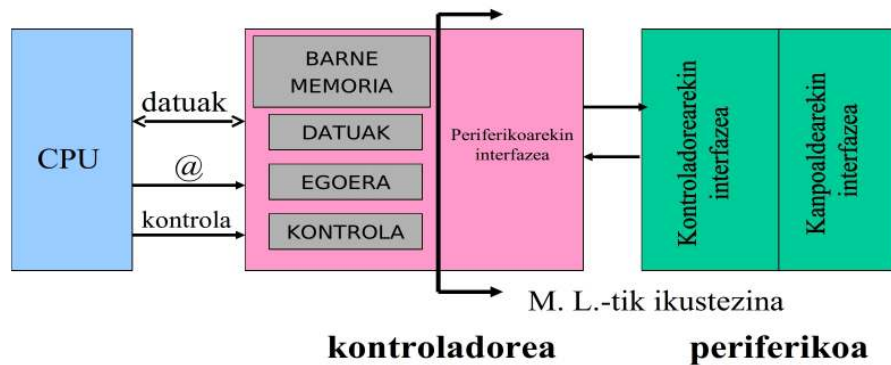 CPU
datuak
@
kontrola
BARNE
MEMORIA
DATUAK
EGOERA
KONTROLA
Periferikoarekin
interfazea
Kontroladorearekin
interfazea
Kanpoaldearekin
interfazea
M. L.-tik ikustezina
kontroladorea
periferikoa